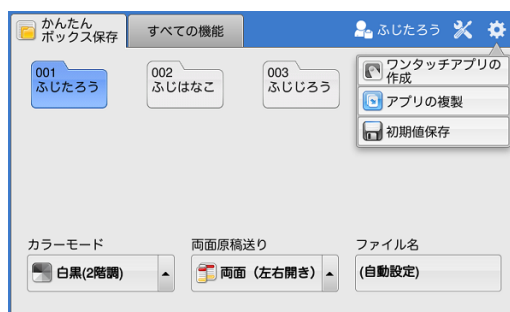 かんたん
ボックス保存
すべての機能
ふじたろう
001
ふじたろう
002
ふじはなこ
003
ふじじろう
ワンタッチアプリの
作成
アプリの複製
初期値保存
カラーモード
両面原稿送り
ファイル名
白黒(2階調)
両面（左右開き）
(自動設定)